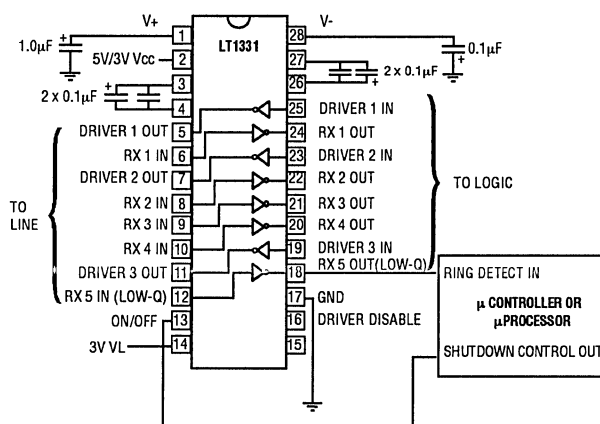 V+
V-
1
LT1331
28
1.0µF
5V/3V Vcc
2
27
0.1µF
2 x 0.1µF
3
26
2 x 0.1µF
4
25
DRIVER 1 IN
DRIVER 1 OUT
5
24
RX 1 OUT
RX 1 IN
6
23
DRIVER 2 IN
DRIVER 2 OUT
7
22
RX 2 OUT
TO LOGIC
TO
LINE
RX 2 IN
8
21
RX 3 OUT
RX 3 IN
9
20
RX 4 OUT
RX 4 IN
10
19
DRIVER 3 IN
RX 5 OUT(LOW-Q)
DRIVER 3 OUT
11
18
RING DETECT IN
RX 5 IN (LOW-Q)
12
17
GND
µ CONTROLLER OR
µPROCESSOR
ON/OFF
13
16
DRIVER DISABLE
3V VL
14
15
SHUTDOWN CONTROL OUT